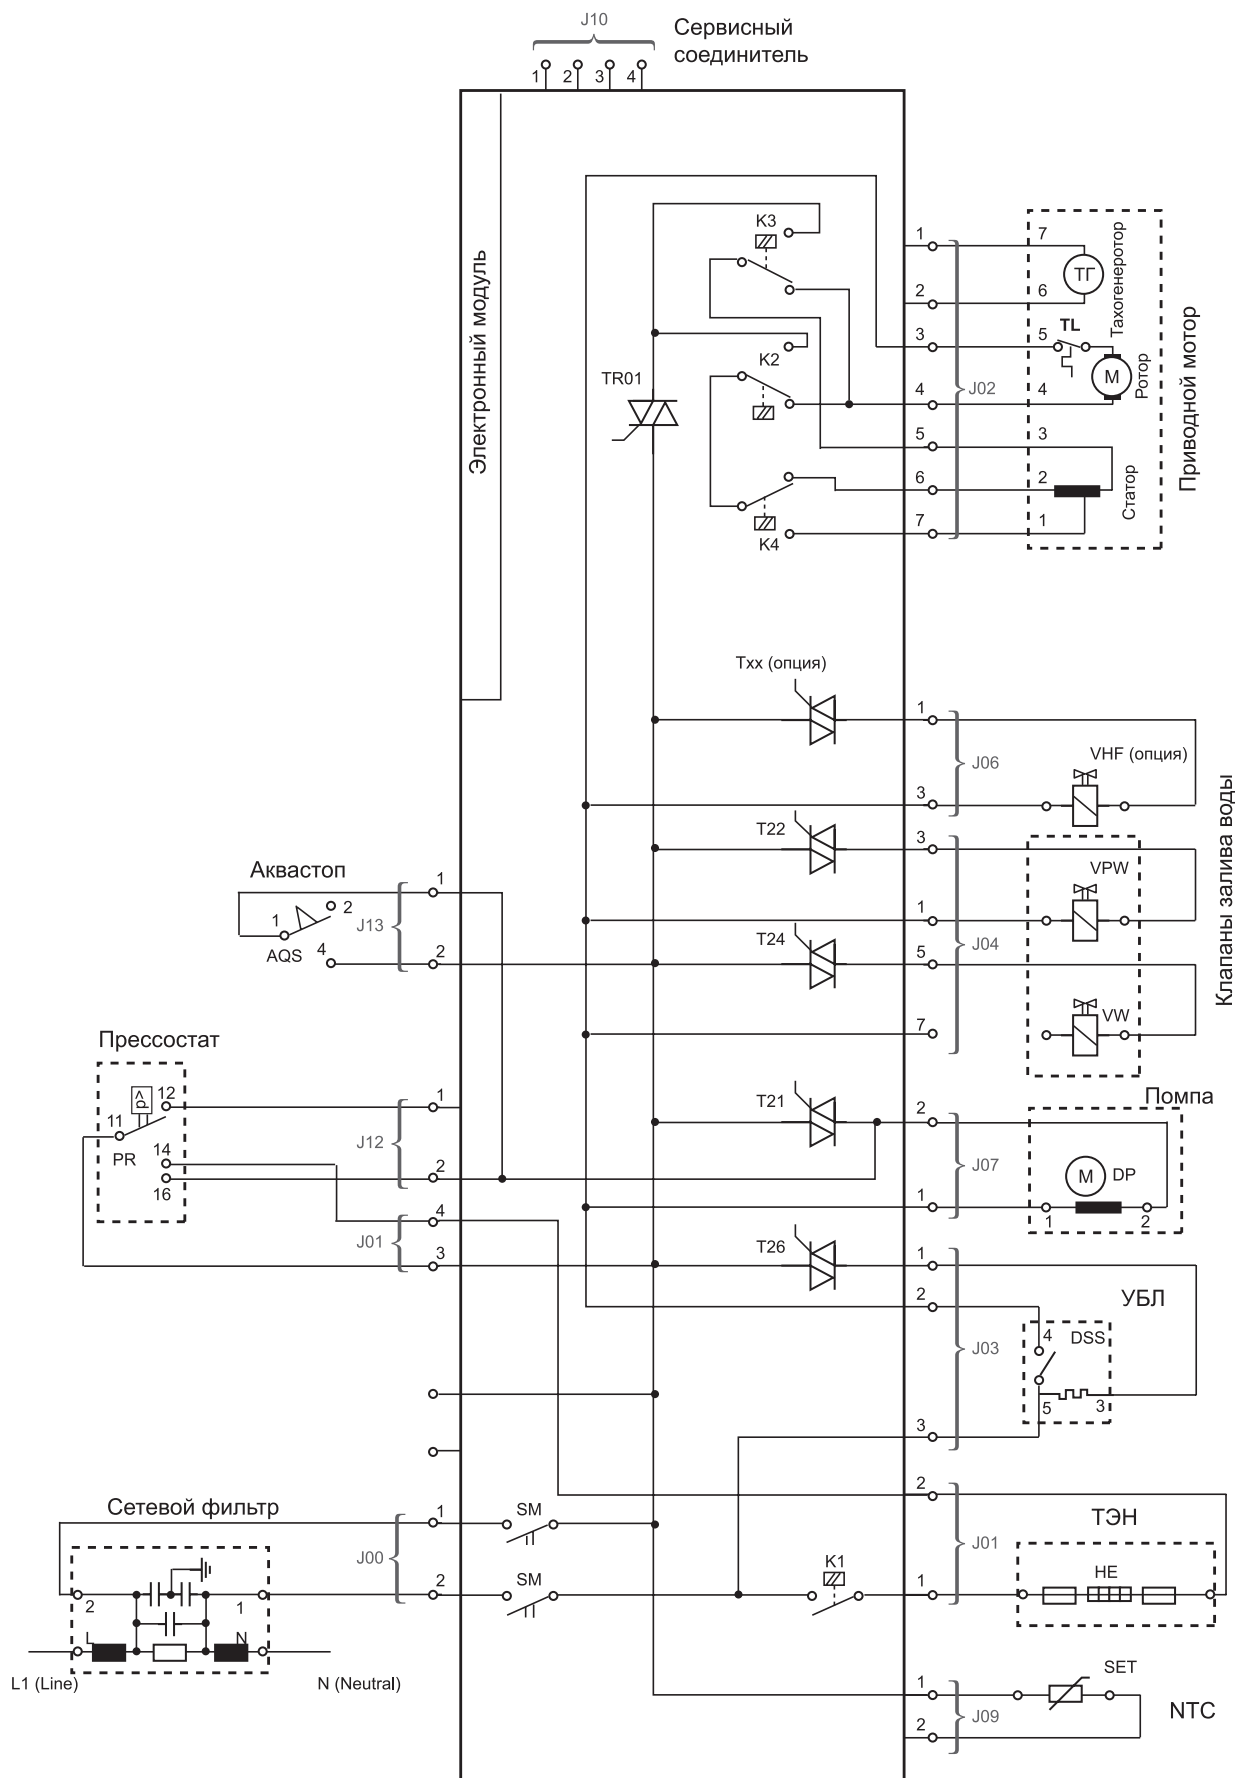 J10
Сервисный
соединитель
1 2 3 4
Электронный модуль
K3
K2
TR01
K4
1
2
3
4
5
6
7
J02
7
ТГ
6
5
TL
M
4
3
2
1
Тахогенеротор
Ротор
Статор
Приводной мотор
Txx (опция)
1
J06
VHF (опция)
3
T22
3
VPW
Аквастоп
1
2
1
J13
AQS
4
2
T24
1
J04
5
VW
7
Клапаны залива воды
Прессостат
p>
12
11
PR
14
16
1
J12
2
T21
2
J07
1
Помпа
M
DP
1
2
4
J01
3
T26
1
2
J03
3
УБЛ
4
DSS
5
3
Сетевой фильтр
1
J00
2
SM
SM
K1
2
J01
1
ТЭН
HE
2
1
L
N
L1 (Line)
N (Neutral)
1
J09
2
SET
NTC